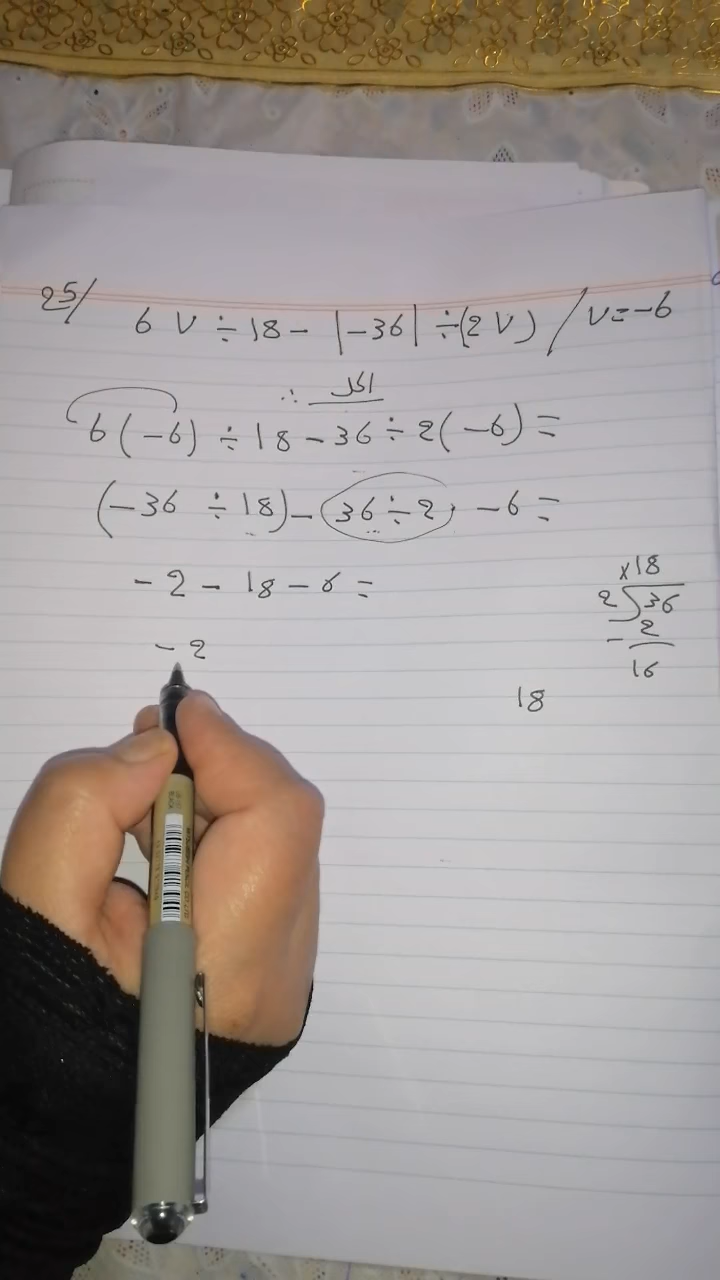 25/ 6 V ÷ 18 - |-36| ÷ (2 V) / V = -6
∴ الحل
6 (-6) ÷ 18 - 36 ÷ 2 (-6) =
(-36 ÷ 18) - 36 ÷ 2 . -6 =
- 2 - 18 - 6 =
- 2
×18
2 36
- 2
16
18